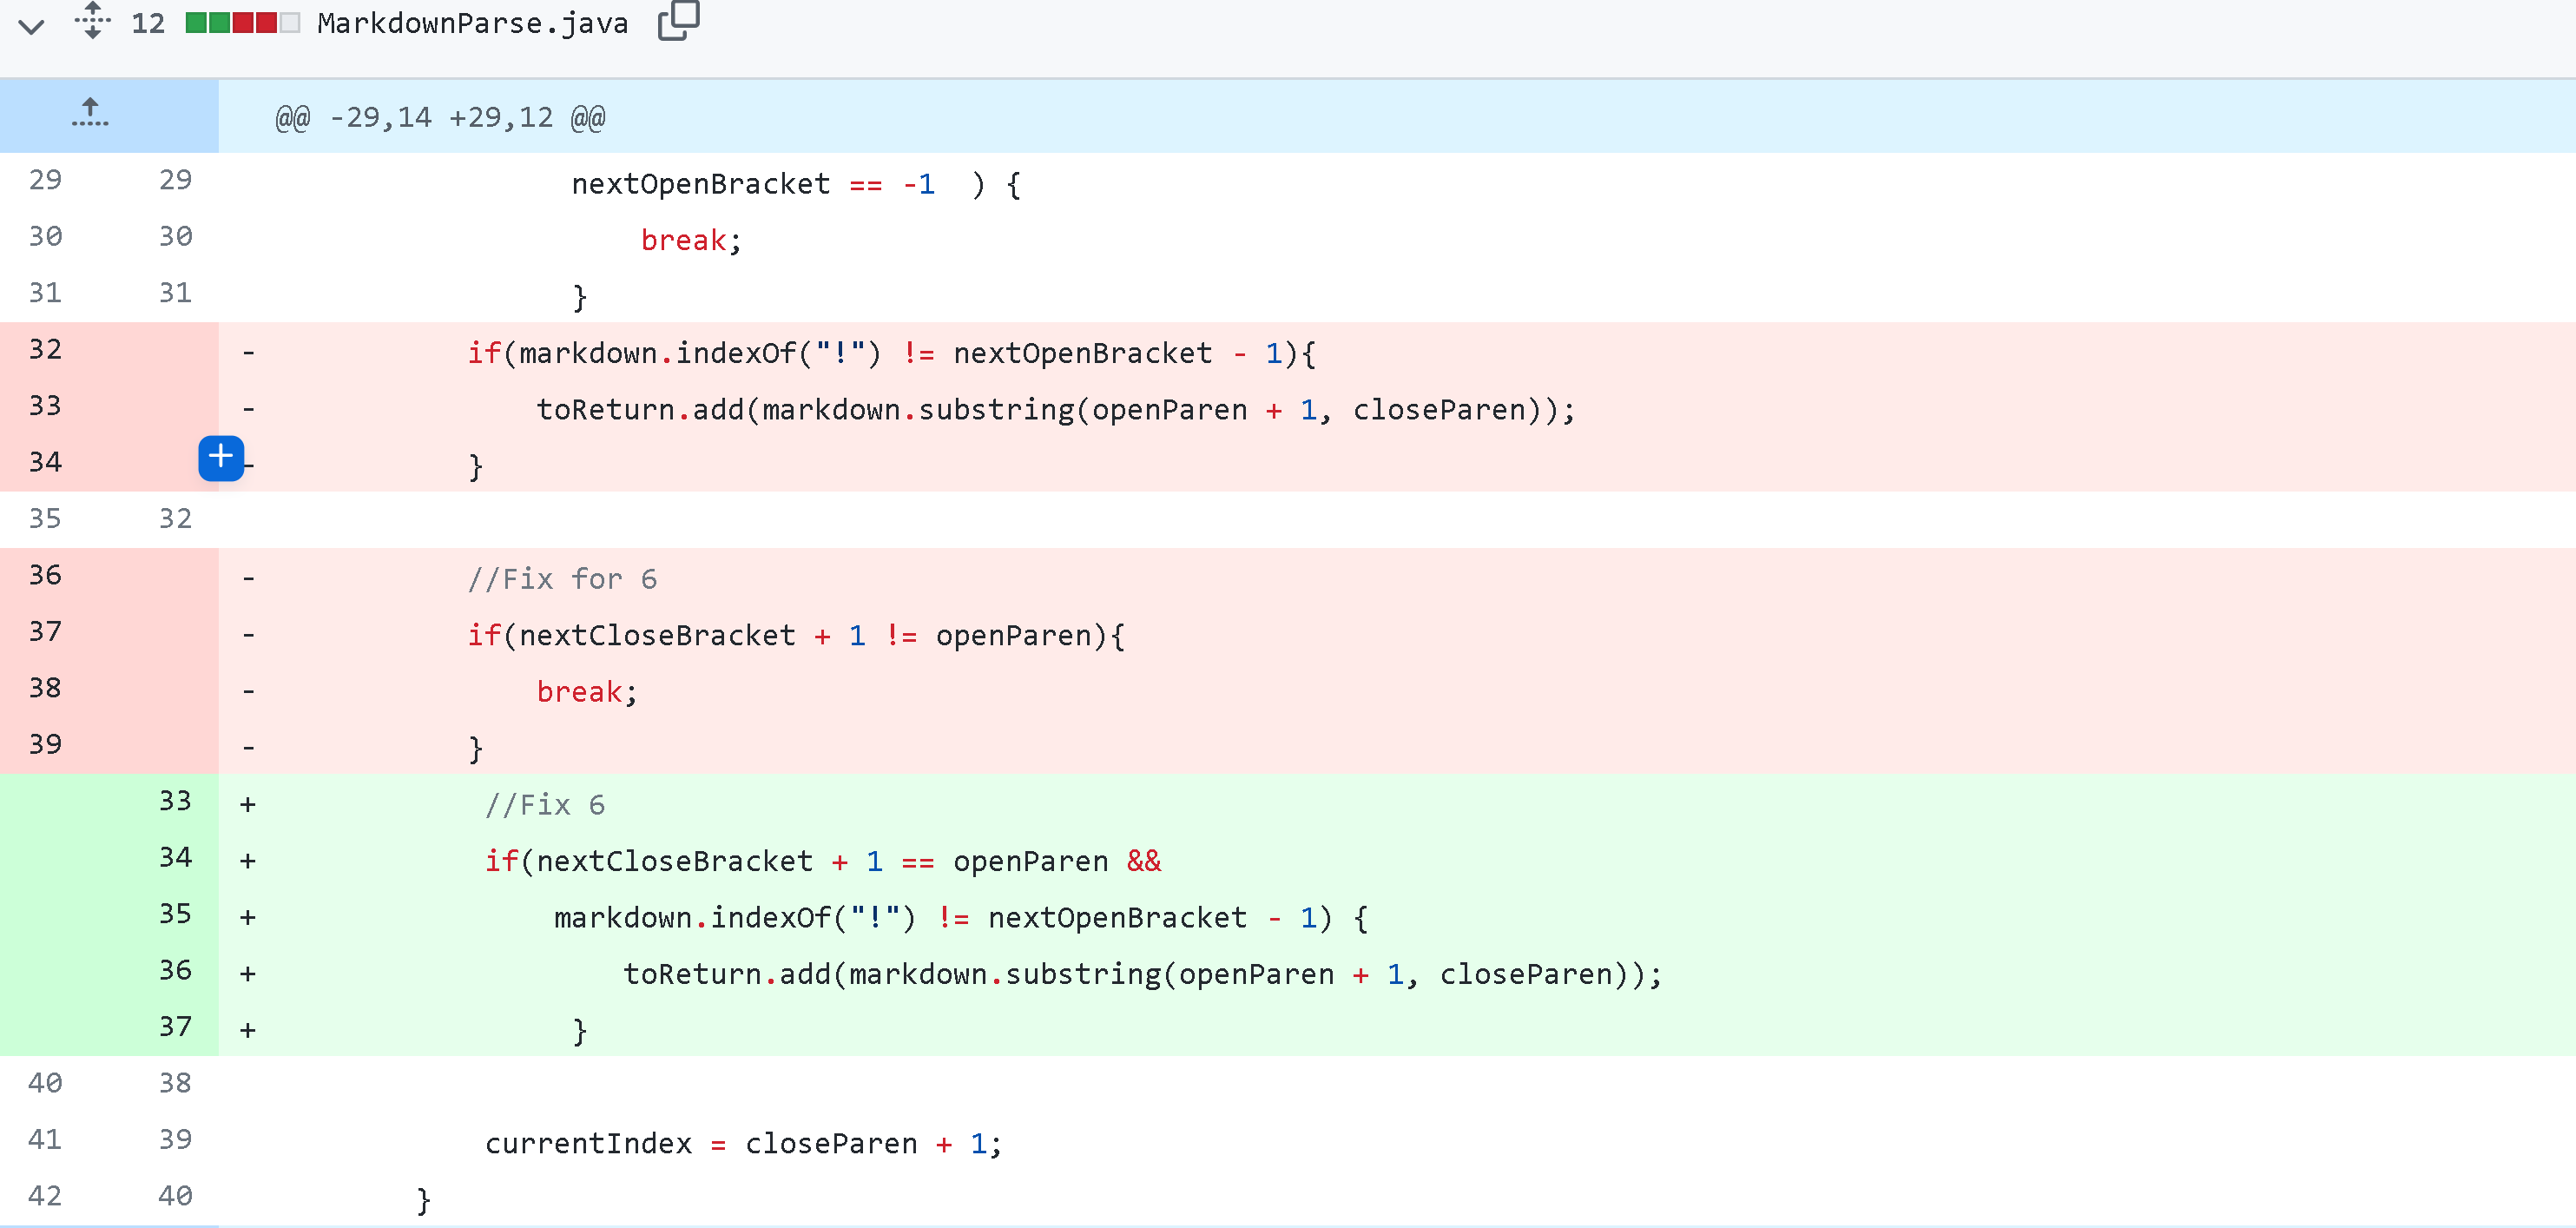 12 MarkdownParse.java
@@ -29,14 +29,12 @@
29 29 nextOpenBracket == -1  ) {
30 30 break;
31 31 }
32 - if(markdown.indexOf("!") != nextOpenBracket - 1){
33 - toReturn.add(markdown.substring(openParen + 1, closeParen));
34 - }
35 32
36 - //Fix for 6
37 - if(nextCloseBracket + 1 != openParen){
38 - break;
39 - }
33 + //Fix 6
34 + if(nextCloseBracket + 1 == openParen &&
35 + markdown.indexOf("!") != nextOpenBracket - 1) {
36 + toReturn.add(markdown.substring(openParen + 1, closeParen));
37 + }
40 38
41 39 currentIndex = closeParen + 1;
42 40 }